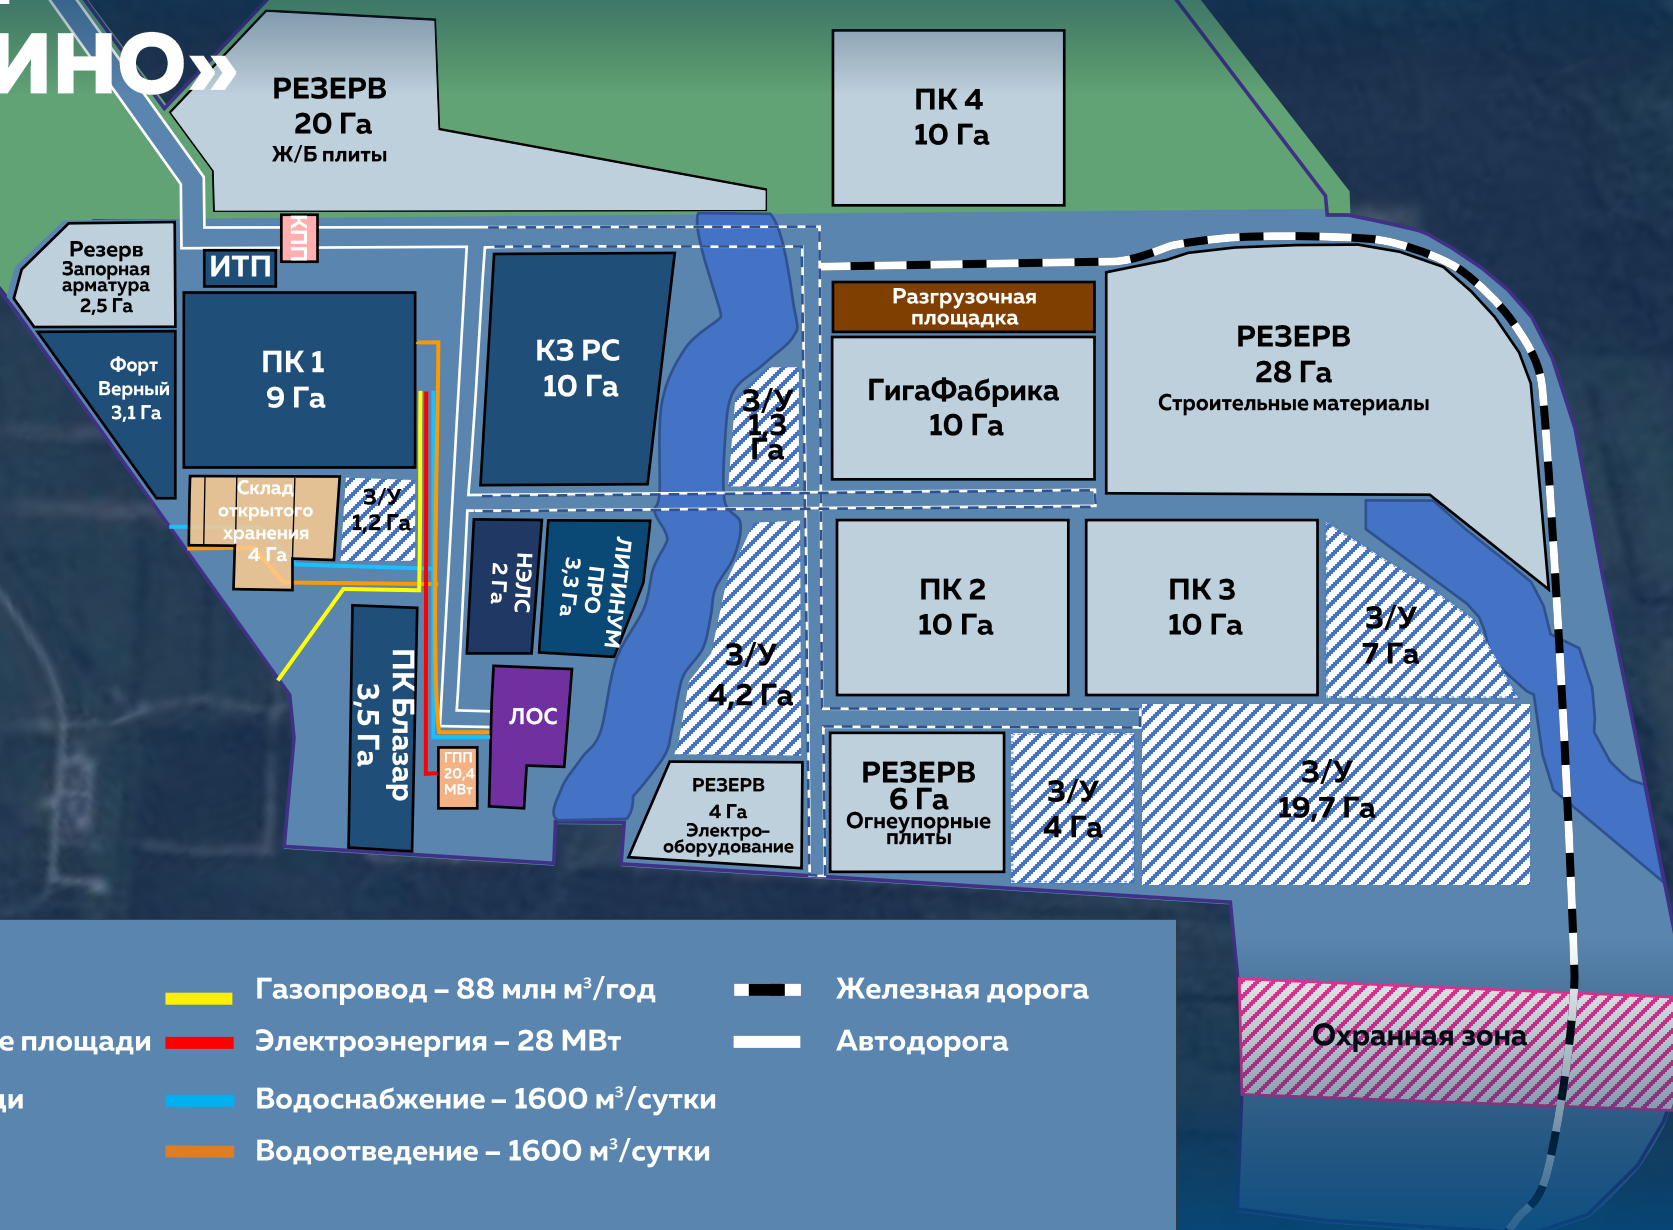 ИНО»
РЕЗЕРВ
20 Га
Ж/Б плиты
ПК 4
10 Га
КПП
Резерв
Запорная
арматура
2,5 Га
ИТП
Форт
Верный
3,1 Га
ПК 1
9 Га
КЗ РС
10 Га
З/У
1,3
Га
Разгрузочная
площадка
ГигаФабрика
10 Га
РЕЗЕРВ
28 Га
Строительные материалы
Склад
открытого
хранения
4 Га
З/У
1,2 Га
НЭЛС
2 Га
ЛИТИНУМ
ПРО
3,3 Га
ПК 2
10 Га
ПК 3
10 Га
З/У
7 Га
З/У
4,2 Га
ПК Блазар
3,5 Га
ЛОС
ГПП
20,4
МВт
РЕЗЕРВ
4 Га
Электро-
оборудование
РЕЗЕРВ
6 Га
Огнеупорные
плиты
З/У
4 Га
З/У
19,7 Га
Газопровод – 88 млн м³/год
Железная дорога
е площади
Электроэнергия – 28 МВт
Автодорога
ди
Водоснабжение – 1600 м³/сутки
Водоотведение – 1600 м³/сутки
Охранная зона